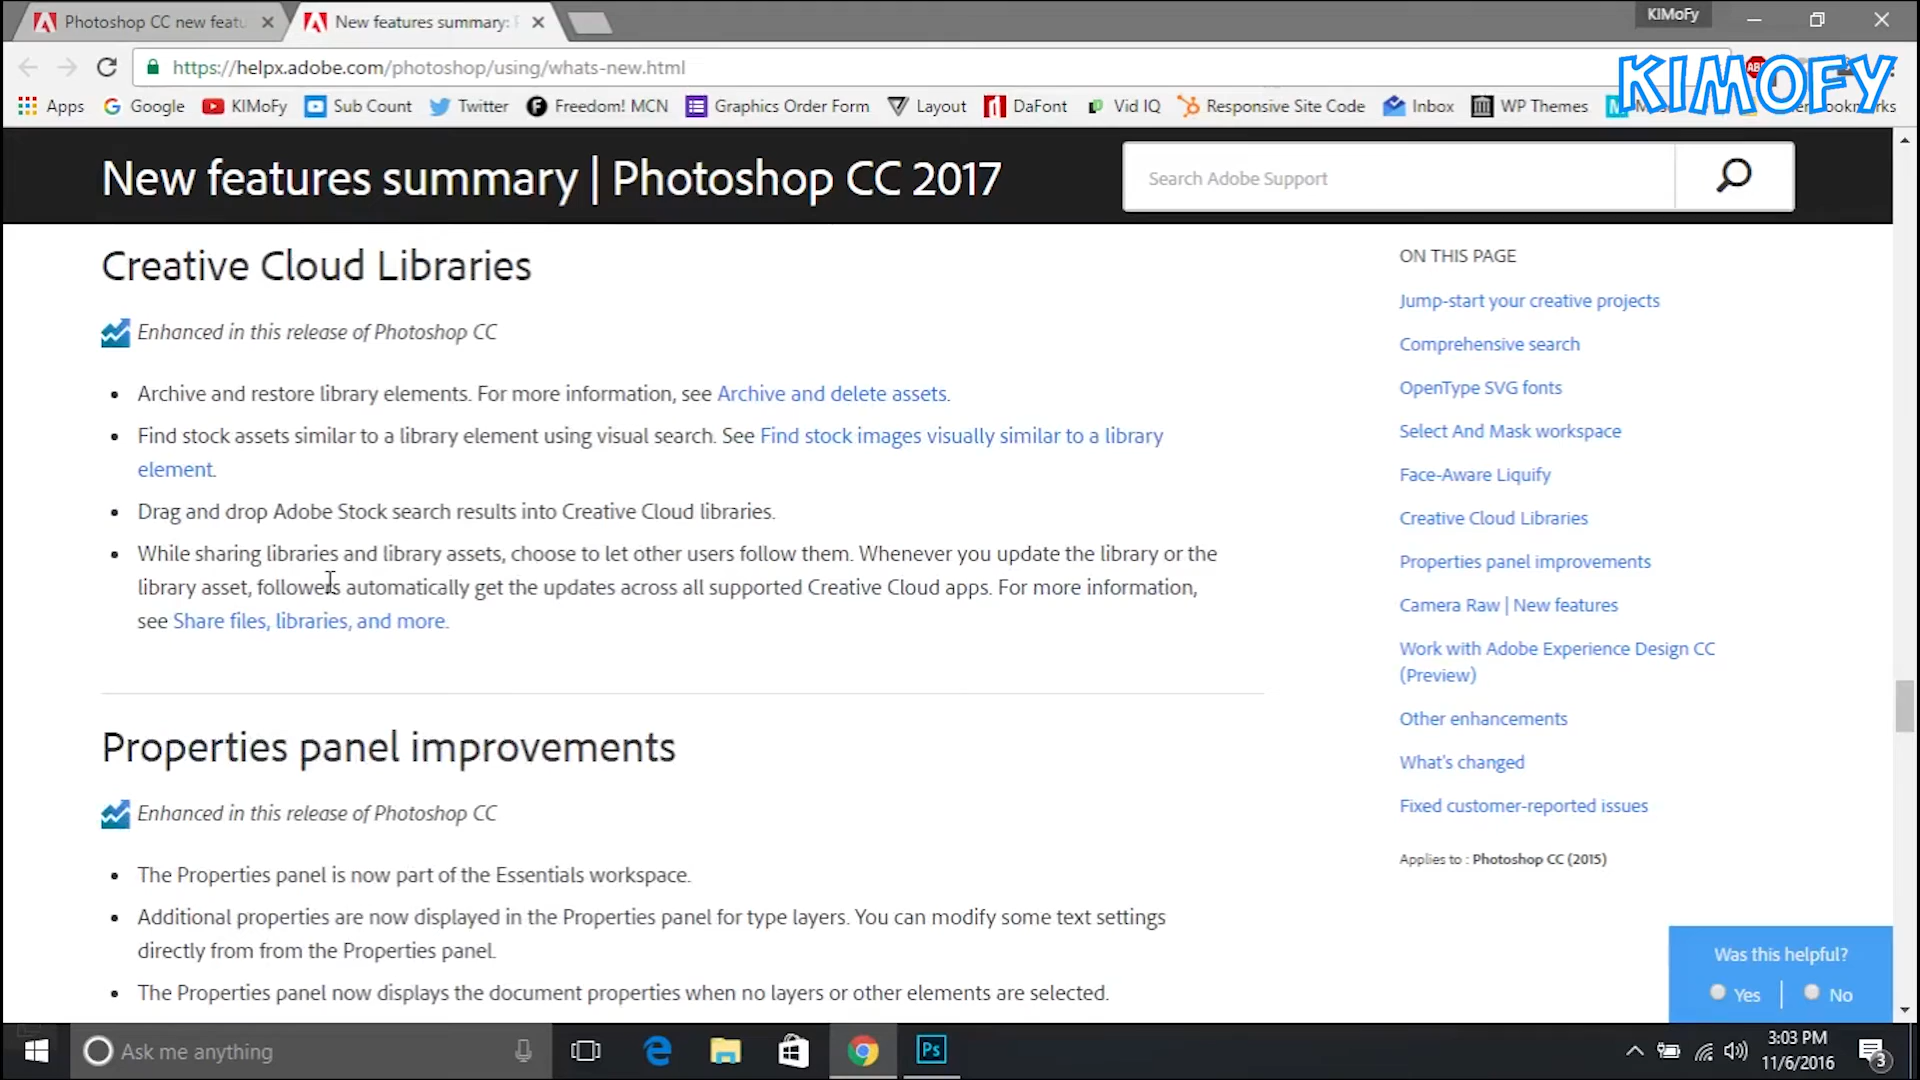 Photoshop CC new featu
New features summary:
KIMoFy
https://helpx.adobe.com/photoshop/using/whats-new.html
KIMOFY
Apps
Google
KIMoFy
Sub Count
Twitter
Freedom! MCN
Graphics Order Form
Layout
DaFont
Vid IQ
Responsive Site Code
Inbox
WP Themes
New features summary | Photoshop CC 2017
Search Adobe Support
Creative Cloud Libraries
Enhanced in this release of Photoshop CC
• Archive and restore library elements. For more information, see Archive and delete assets.
• Find stock assets similar to a library element using visual search. See Find stock images visually similar to a library
element.
• Drag and drop Adobe Stock search results into Creative Cloud libraries.
• While sharing libraries and library assets, choose to let other users follow them. Whenever you update the library or the
library asset, followers automatically get the updates across all supported Creative Cloud apps. For more information,
see Share files, libraries, and more.
Properties panel improvements
Enhanced in this release of Photoshop CC
• The Properties panel is now part of the Essentials workspace.
• Additional properties are now displayed in the Properties panel for type layers. You can modify some text settings
directly from from the Properties panel.
• The Properties panel now displays the document properties when no layers or other elements are selected.
ON THIS PAGE
Jump-start your creative projects
Comprehensive search
OpenType SVG fonts
Select And Mask workspace
Face-Aware Liquify
Creative Cloud Libraries
Properties panel improvements
Camera Raw | New features
Work with Adobe Experience Design CC
(Preview)
Other enhancements
What's changed
Fixed customer-reported issues
Applies to : Photoshop CC (2015)
Was this helpful?
Yes
No
Ask me anything
Ps
3:03 PM
11/6/2016
3